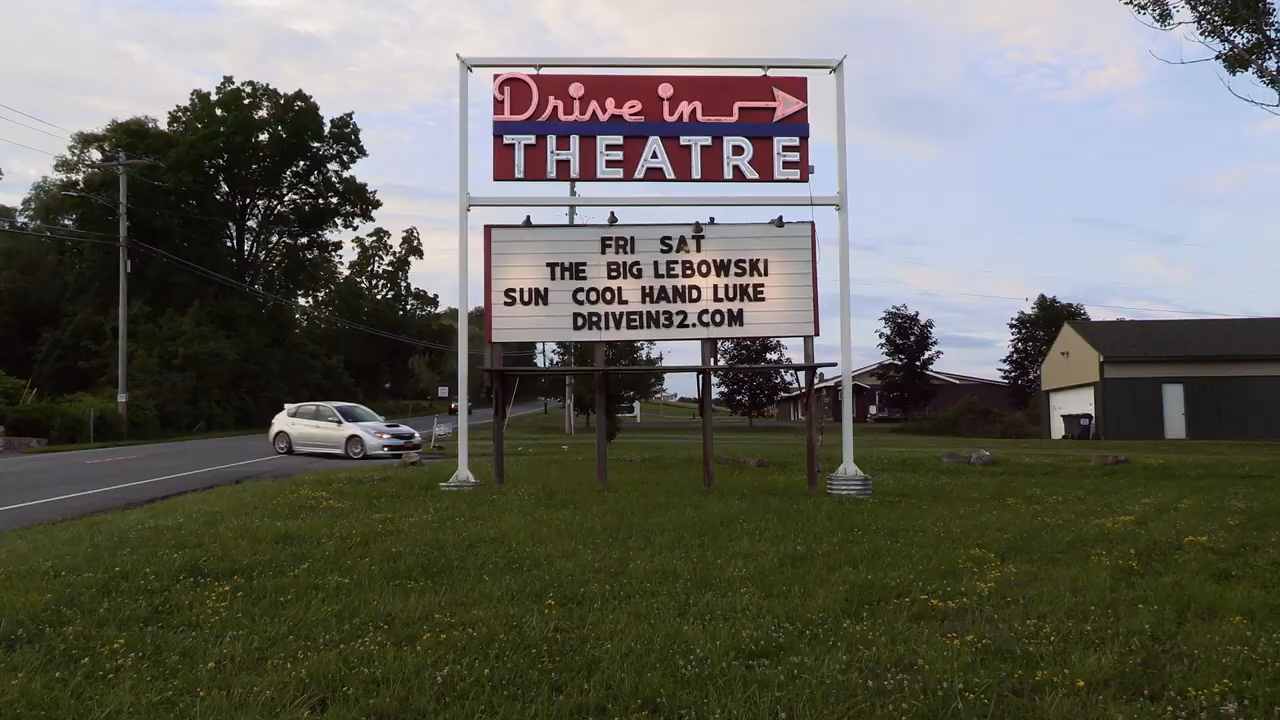 Drive in
THEATRE
FRI SAT
THE BIG LEBOWSKI
SUN COOL HAND LUKE
DRIVEIN32.COM